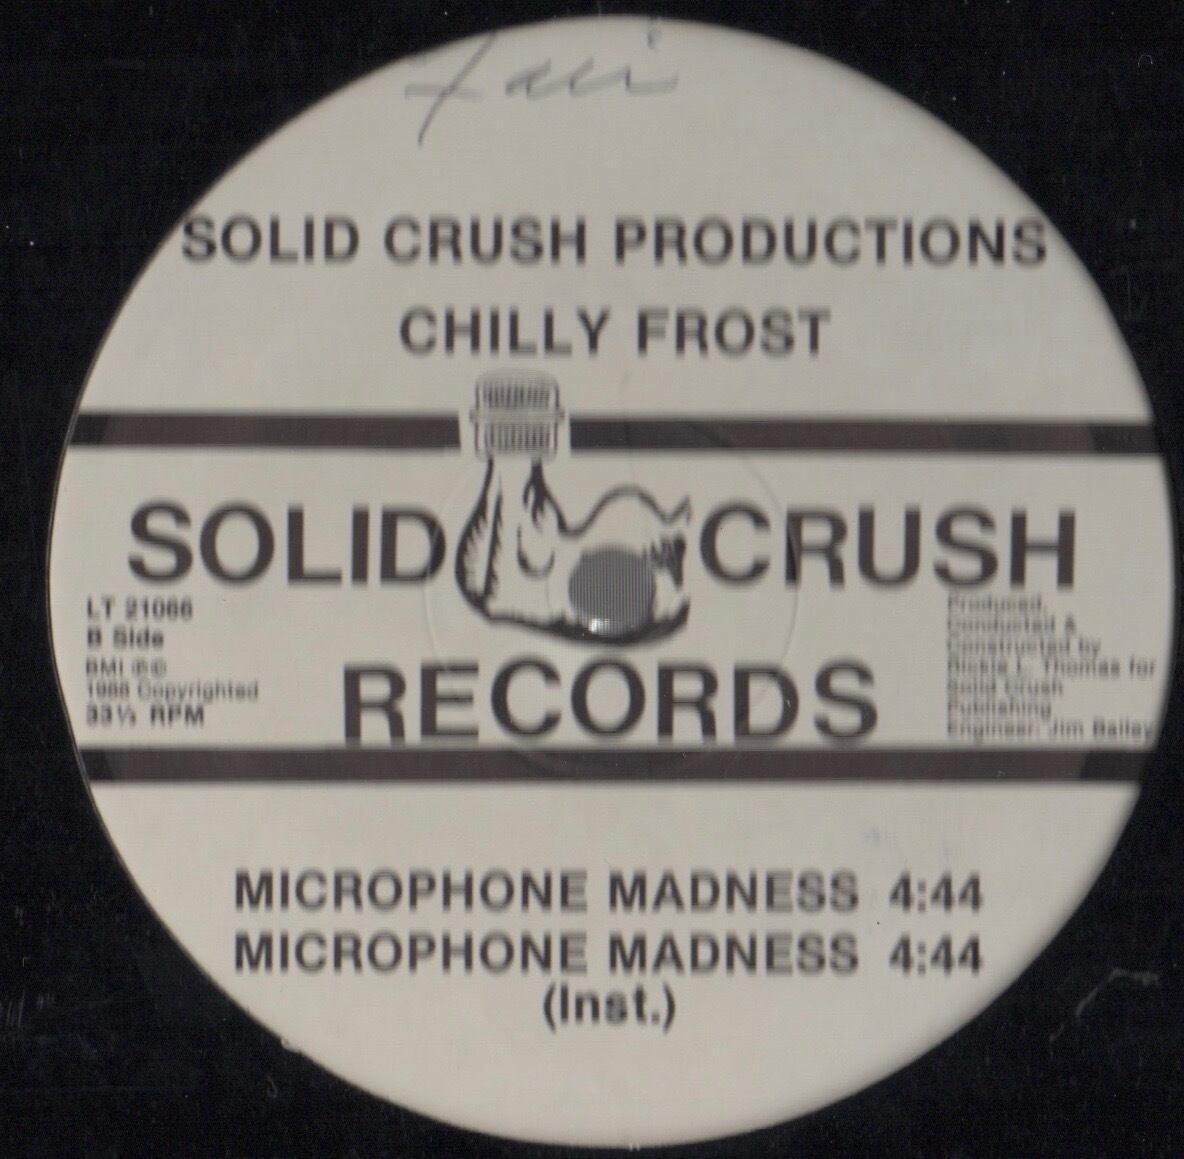 SOLID CRUSH PRODUCTIONS
CHILLY FROST
SOLID CRUSH
RECORDS
LT 21066
B Side
BMI ℗©
1988 Copyrighted
33⅓ RPM
Produced,
Conducted &
Constructed by
Rickie L. Thomas for
Solid Crush
Publishing
Engineer: Jim Bailey
MICROPHONE MADNESS 4:44
MICROPHONE MADNESS 4:44
(Inst.)